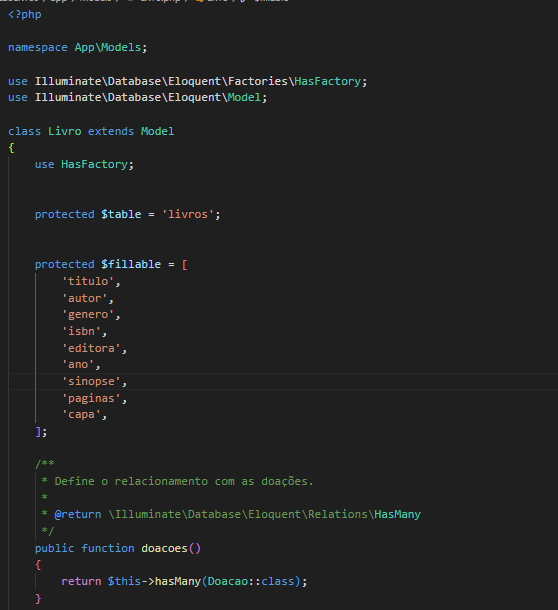 <?php
namespace App\Models;
use Illuminate\Database\Eloquent\Factories\HasFactory;
use Illuminate\Database\Eloquent\Model;
class Livro extends Model
{
use HasFactory;
protected $table = 'livros';
protected $fillable = [
'titulo',
'autor',
'genero',
'isbn',
'editora',
'ano',
'sinopse',
'paginas',
'capa',
];
/**
* Define o relacionamento com as doações.
*
* @return \Illuminate\Database\Eloquent\Relations\HasMany
*/
public function doacoes()
{
return $this->hasMany(Doacao::class);
}